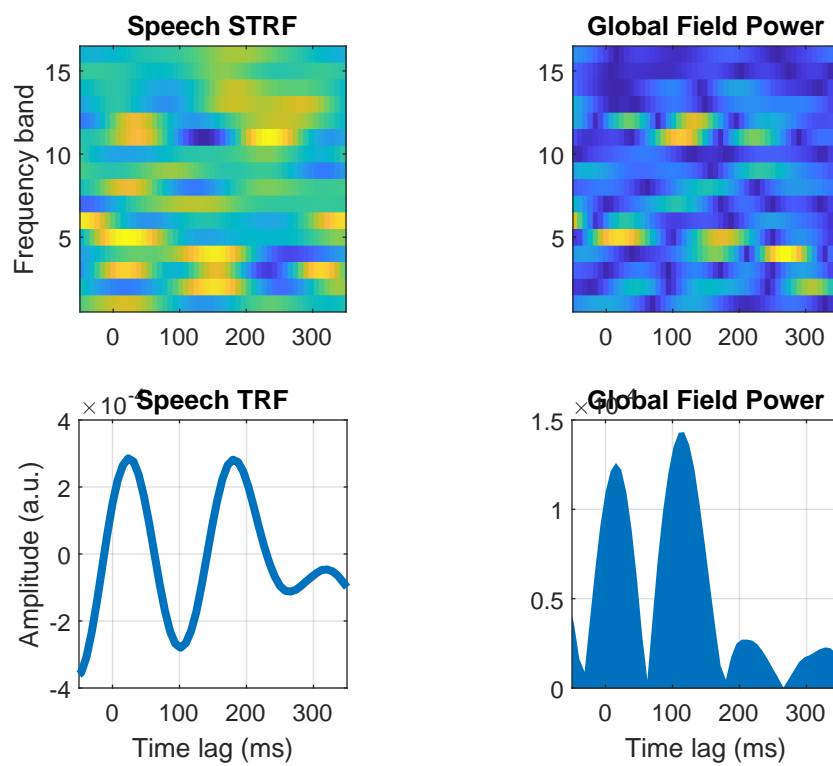 Speech STRF
Frequency band
15
10
5
0 100 200 300
Global Field Power
15
10
5
0 100 200 300
Speech TRF
×10-4
Amplitude (a.u.)
4
2
0
-2
-4
0 100 200 300
Time lag (ms)
Global Field Power
1.5
1
0.5
0
0 100 200 300
Time lag (ms)